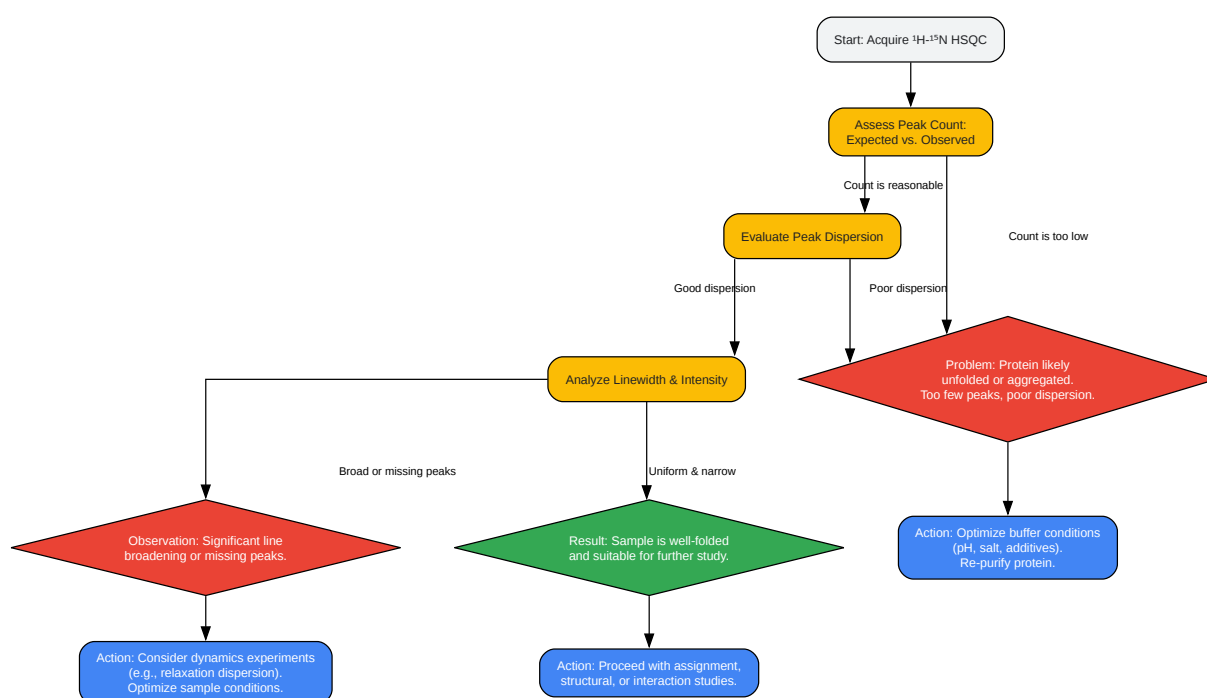 Start: Acquire ¹H-¹⁵N HSQC
Assess Peak Count:
Expected vs. Observed
Count is reasonable
Count is too low
Evaluate Peak Dispersion
Good dispersion
Poor dispersion
Problem: Protein likely
unfolded or aggregated.
Too few peaks, poor dispersion.
Analyze Linewidth & Intensity
Broad or missing peaks
Uniform & narrow
Observation: Significant line
broadening or missing peaks.
Result: Sample is well-folded
and suitable for further study.
Action: Optimize buffer conditions
(pH, salt, additives).
Re-purify protein.
Action: Consider dynamics experiments
(e.g., relaxation dispersion).
Optimize sample conditions.
Action: Proceed with assignment,
structural, or interaction studies.